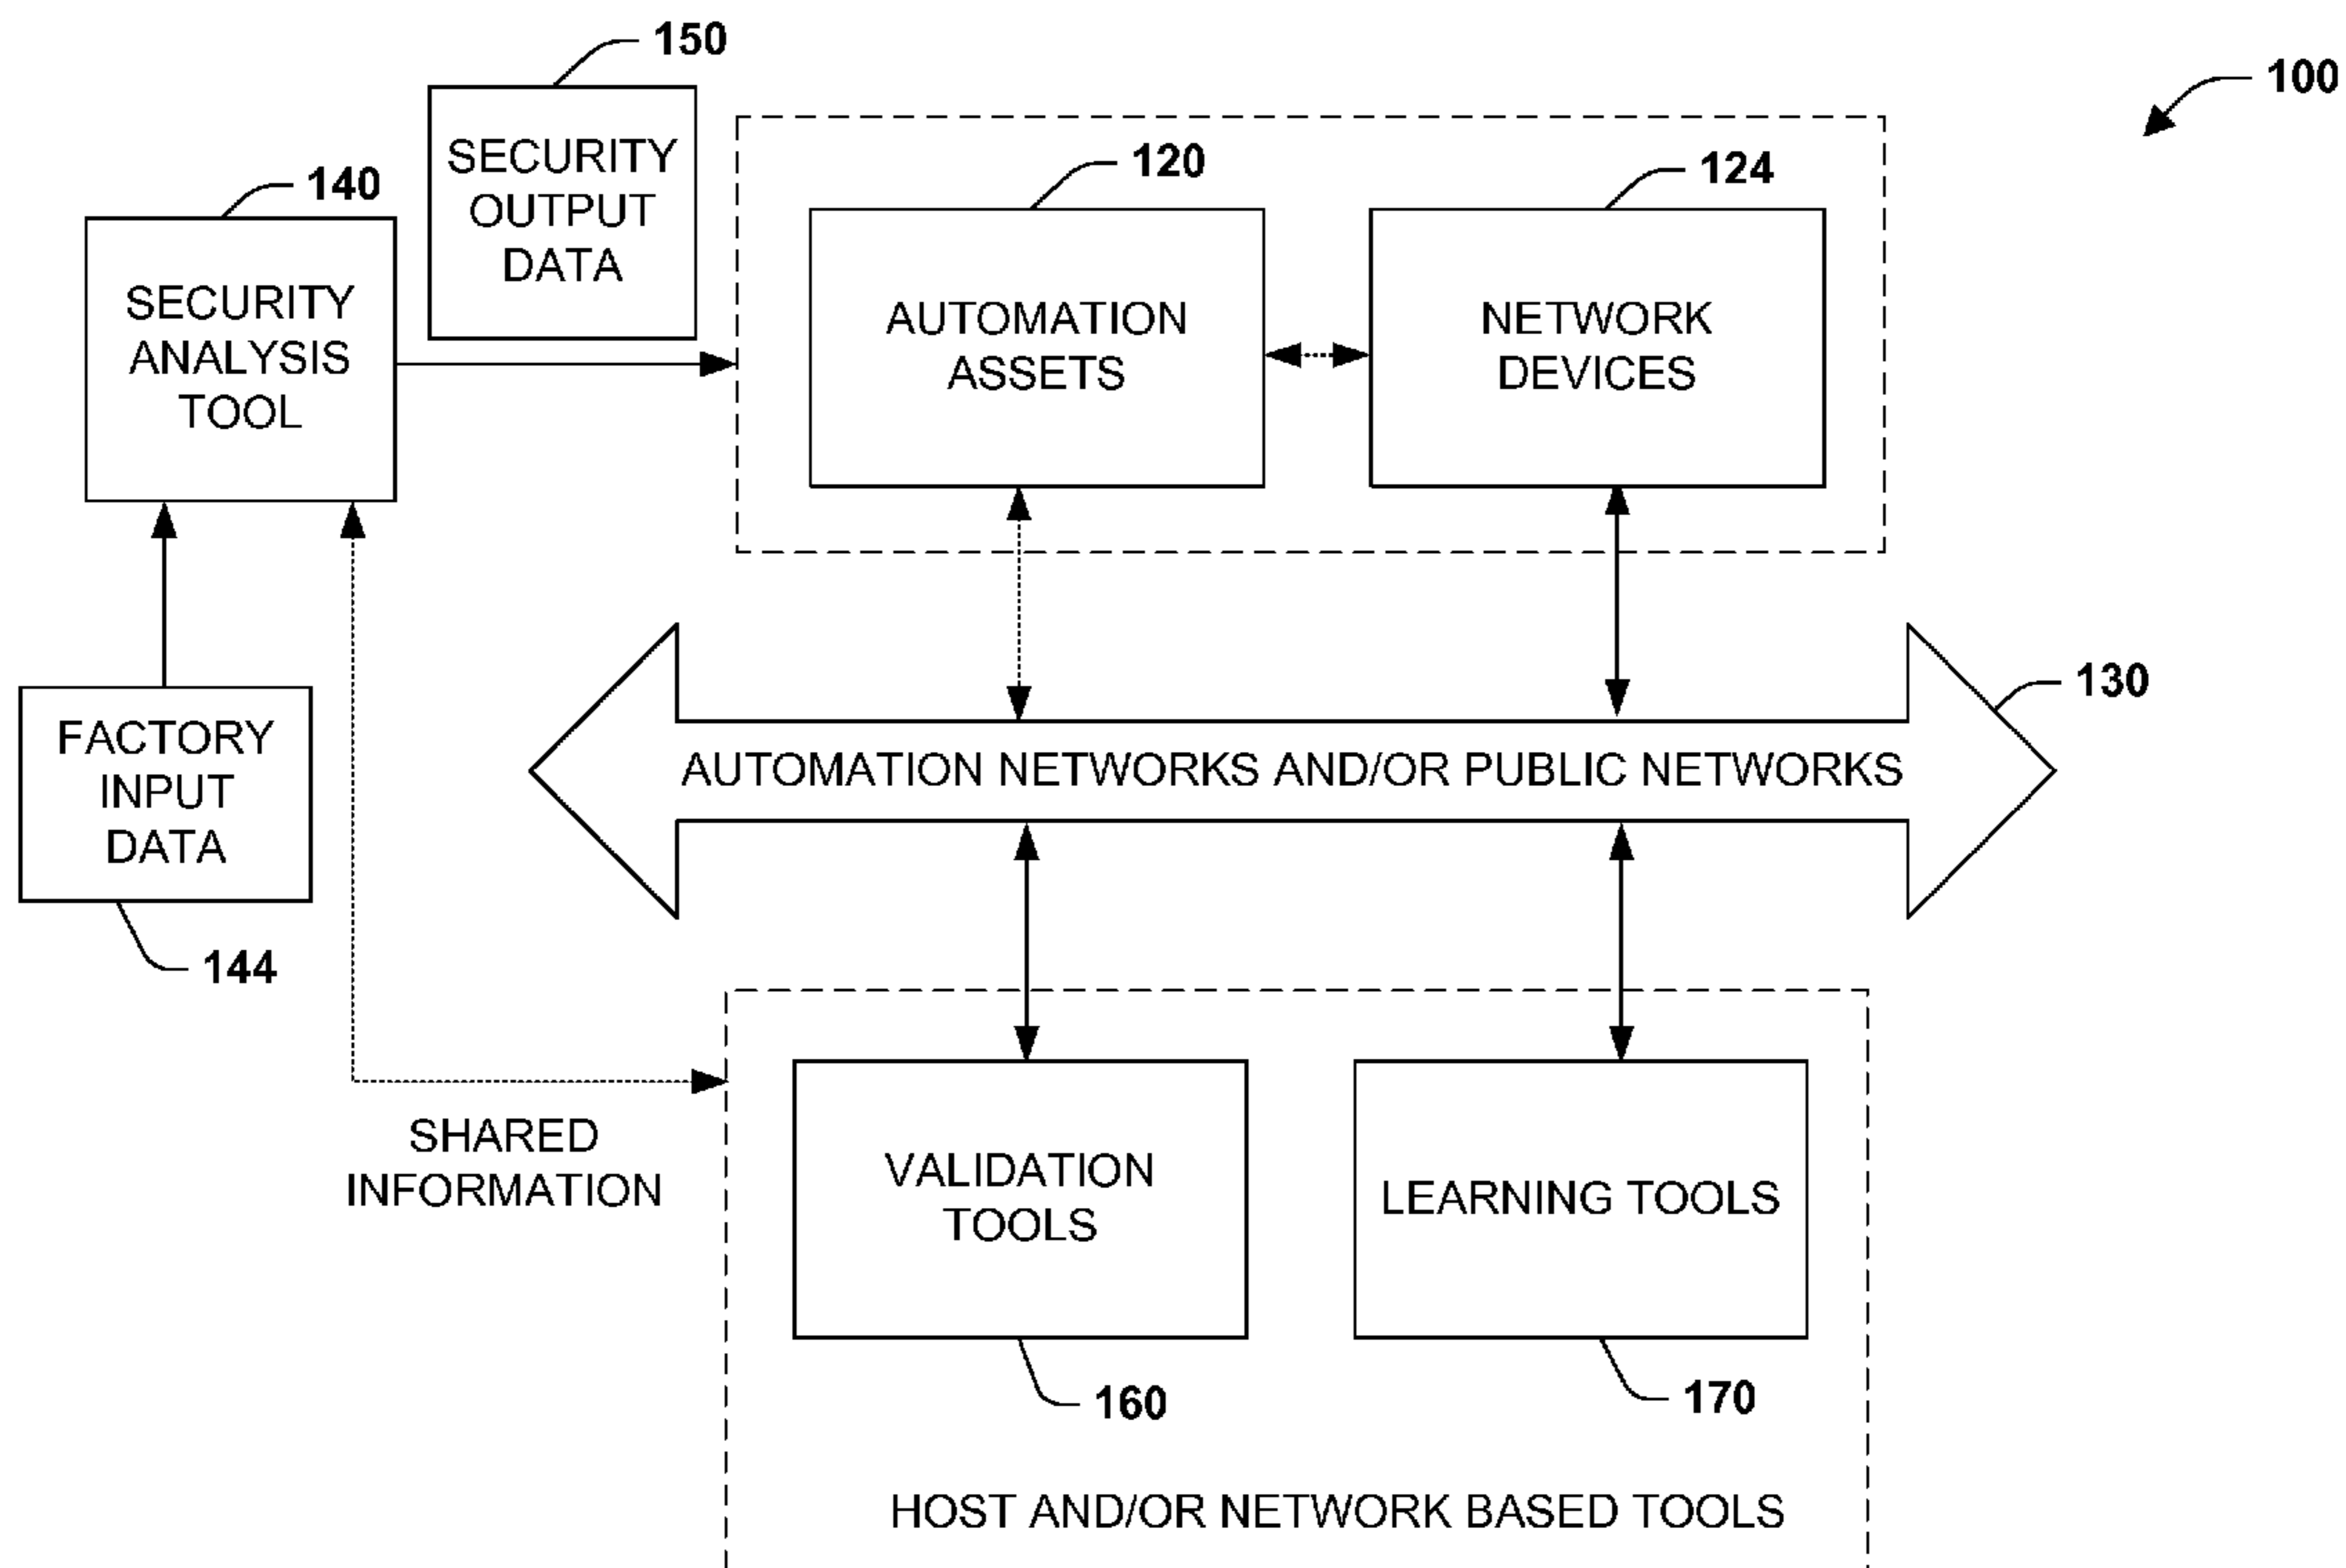 150
100
SECURITY
OUTPUT
DATA
140
120
124
SECURITY
ANALYSIS
TOOL
AUTOMATION
ASSETS
NETWORK
DEVICES
130
FACTORY
INPUT
DATA
AUTOMATION NETWORKS AND/OR PUBLIC NETWORKS
144
SHARED
INFORMATION
VALIDATION
TOOLS
LEARNING TOOLS
160
170
HOST AND/OR NETWORK BASED TOOLS